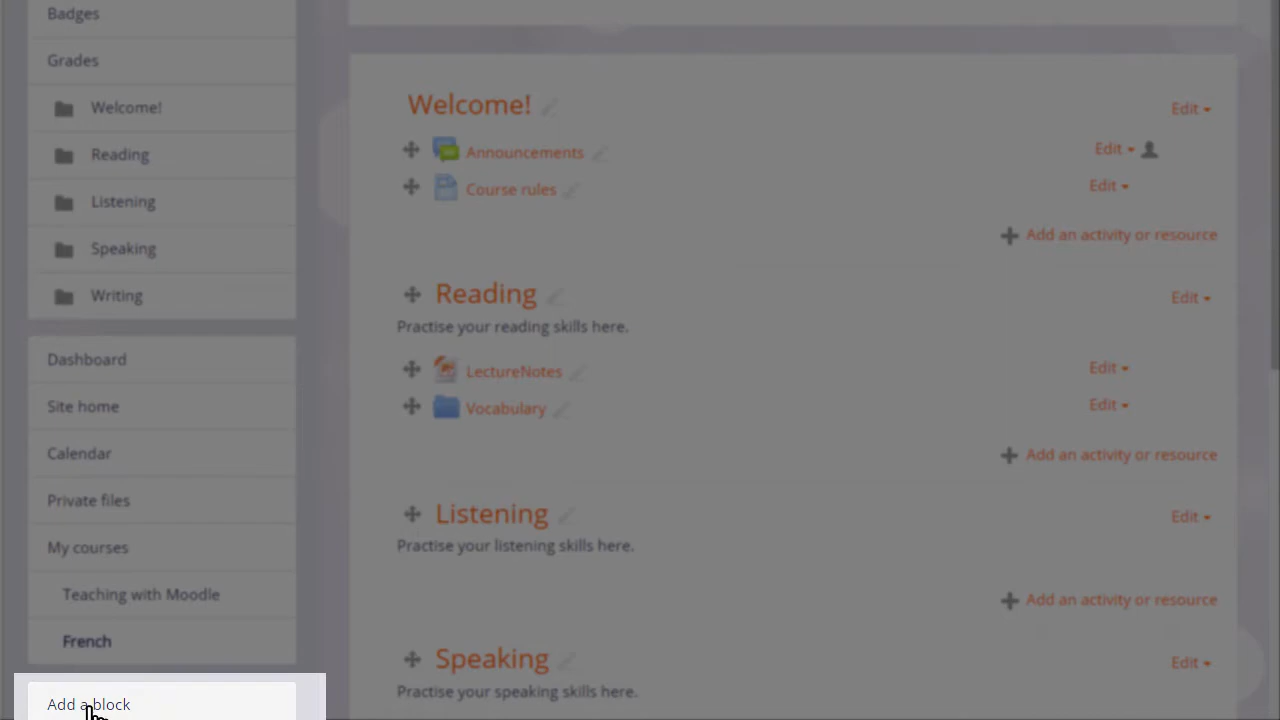 Badges
Grades
Welcome!
Reading
Listening
Speaking
Writing
Dashboard
Site home
Calendar
Private files
My courses
Teaching with Moodle
French
Add a block
Welcome!
Edit
Announcements
Edit
Course rules
Edit
Add an activity or resource
Reading
Edit
Practise your reading skills here.
LectureNotes
Edit
Vocabulary
Edit
Add an activity or resource
Listening
Edit
Practise your listening skills here.
Add an activity or resource
Speaking
Edit
Practise your speaking skills here.